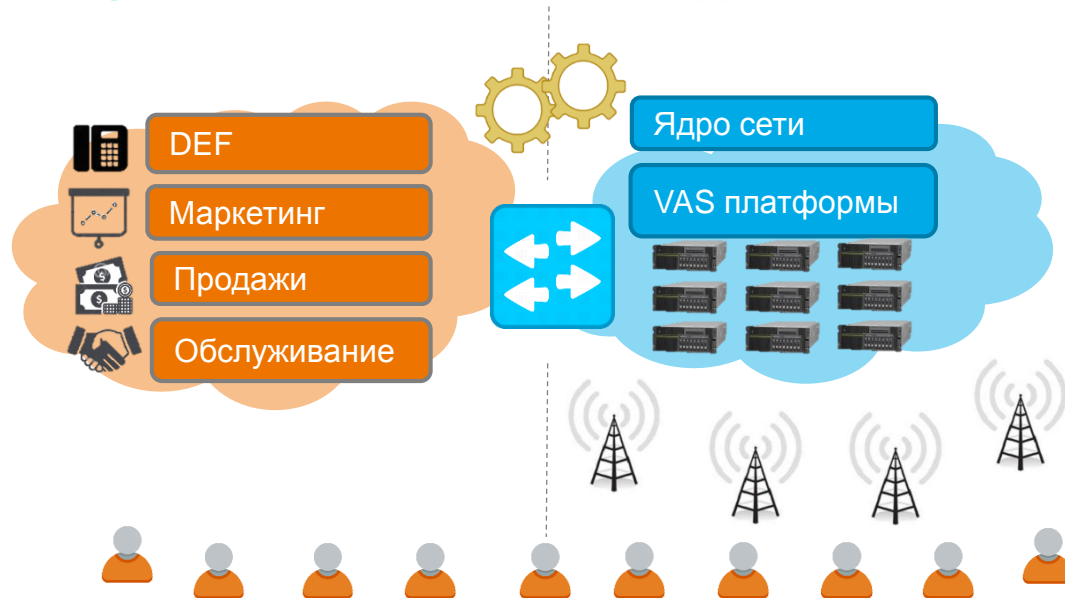 DEF
Маркетинг
Продажи
Обслуживание
Ядро сети
VAS платформы